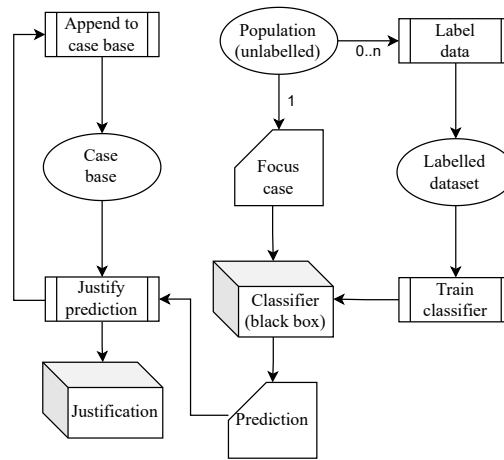 Append to
case base
Population
(unlabelled)
0..n
Label
data
1
Case
base
Focus
case
Labelled
dataset
Justify
prediction
Classifier
(black box)
Train
classifier
Justification
Prediction